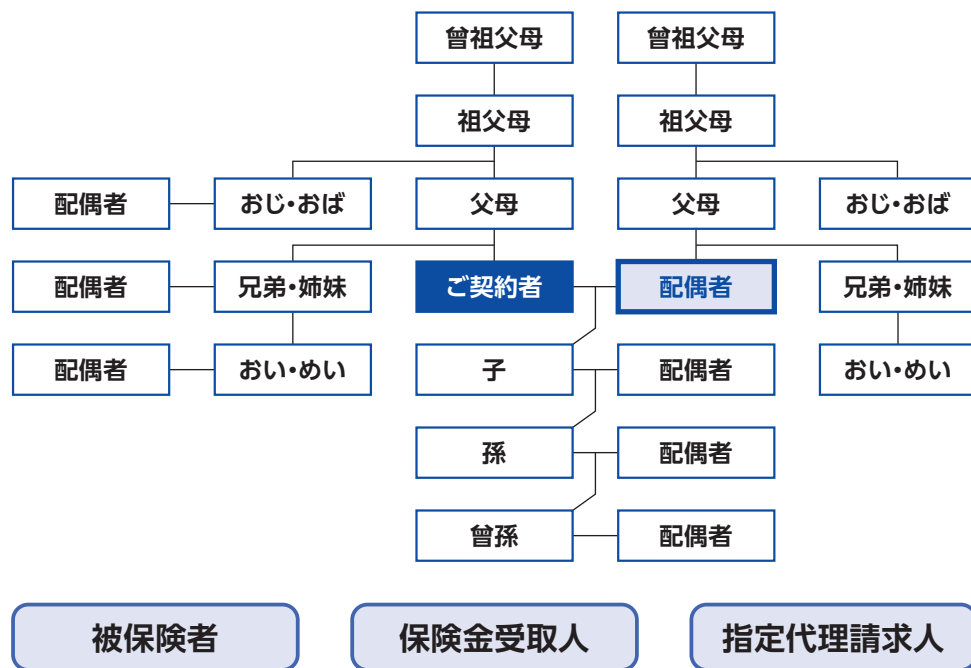 曾祖父母 曾祖父母
祖父母 祖父母
配偶者 おじ・おば 父母 父母 おじ・おば
配偶者 兄弟・姉妹 ご契約者 配偶者 兄弟・姉妹
配偶者 おい・めい 子 配偶者 おい・めい
孫 配偶者
曾孫 配偶者
被保険者 保険金受取人 指定代理請求人